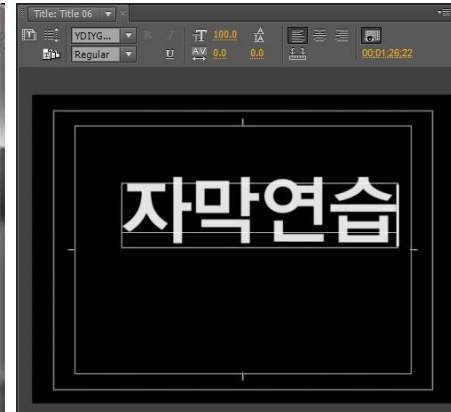 Title: Title 06
YDIYG... B I T 100.0
Regular U AV 0.0 0.0 00;01;26;22
자막연습